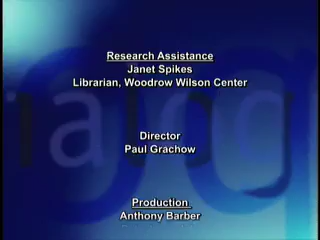 Research Assistance
Janet Spikes
Librarian, Woodrow Wilson Center
Director
Paul Grachow
Production
Anthony Barber